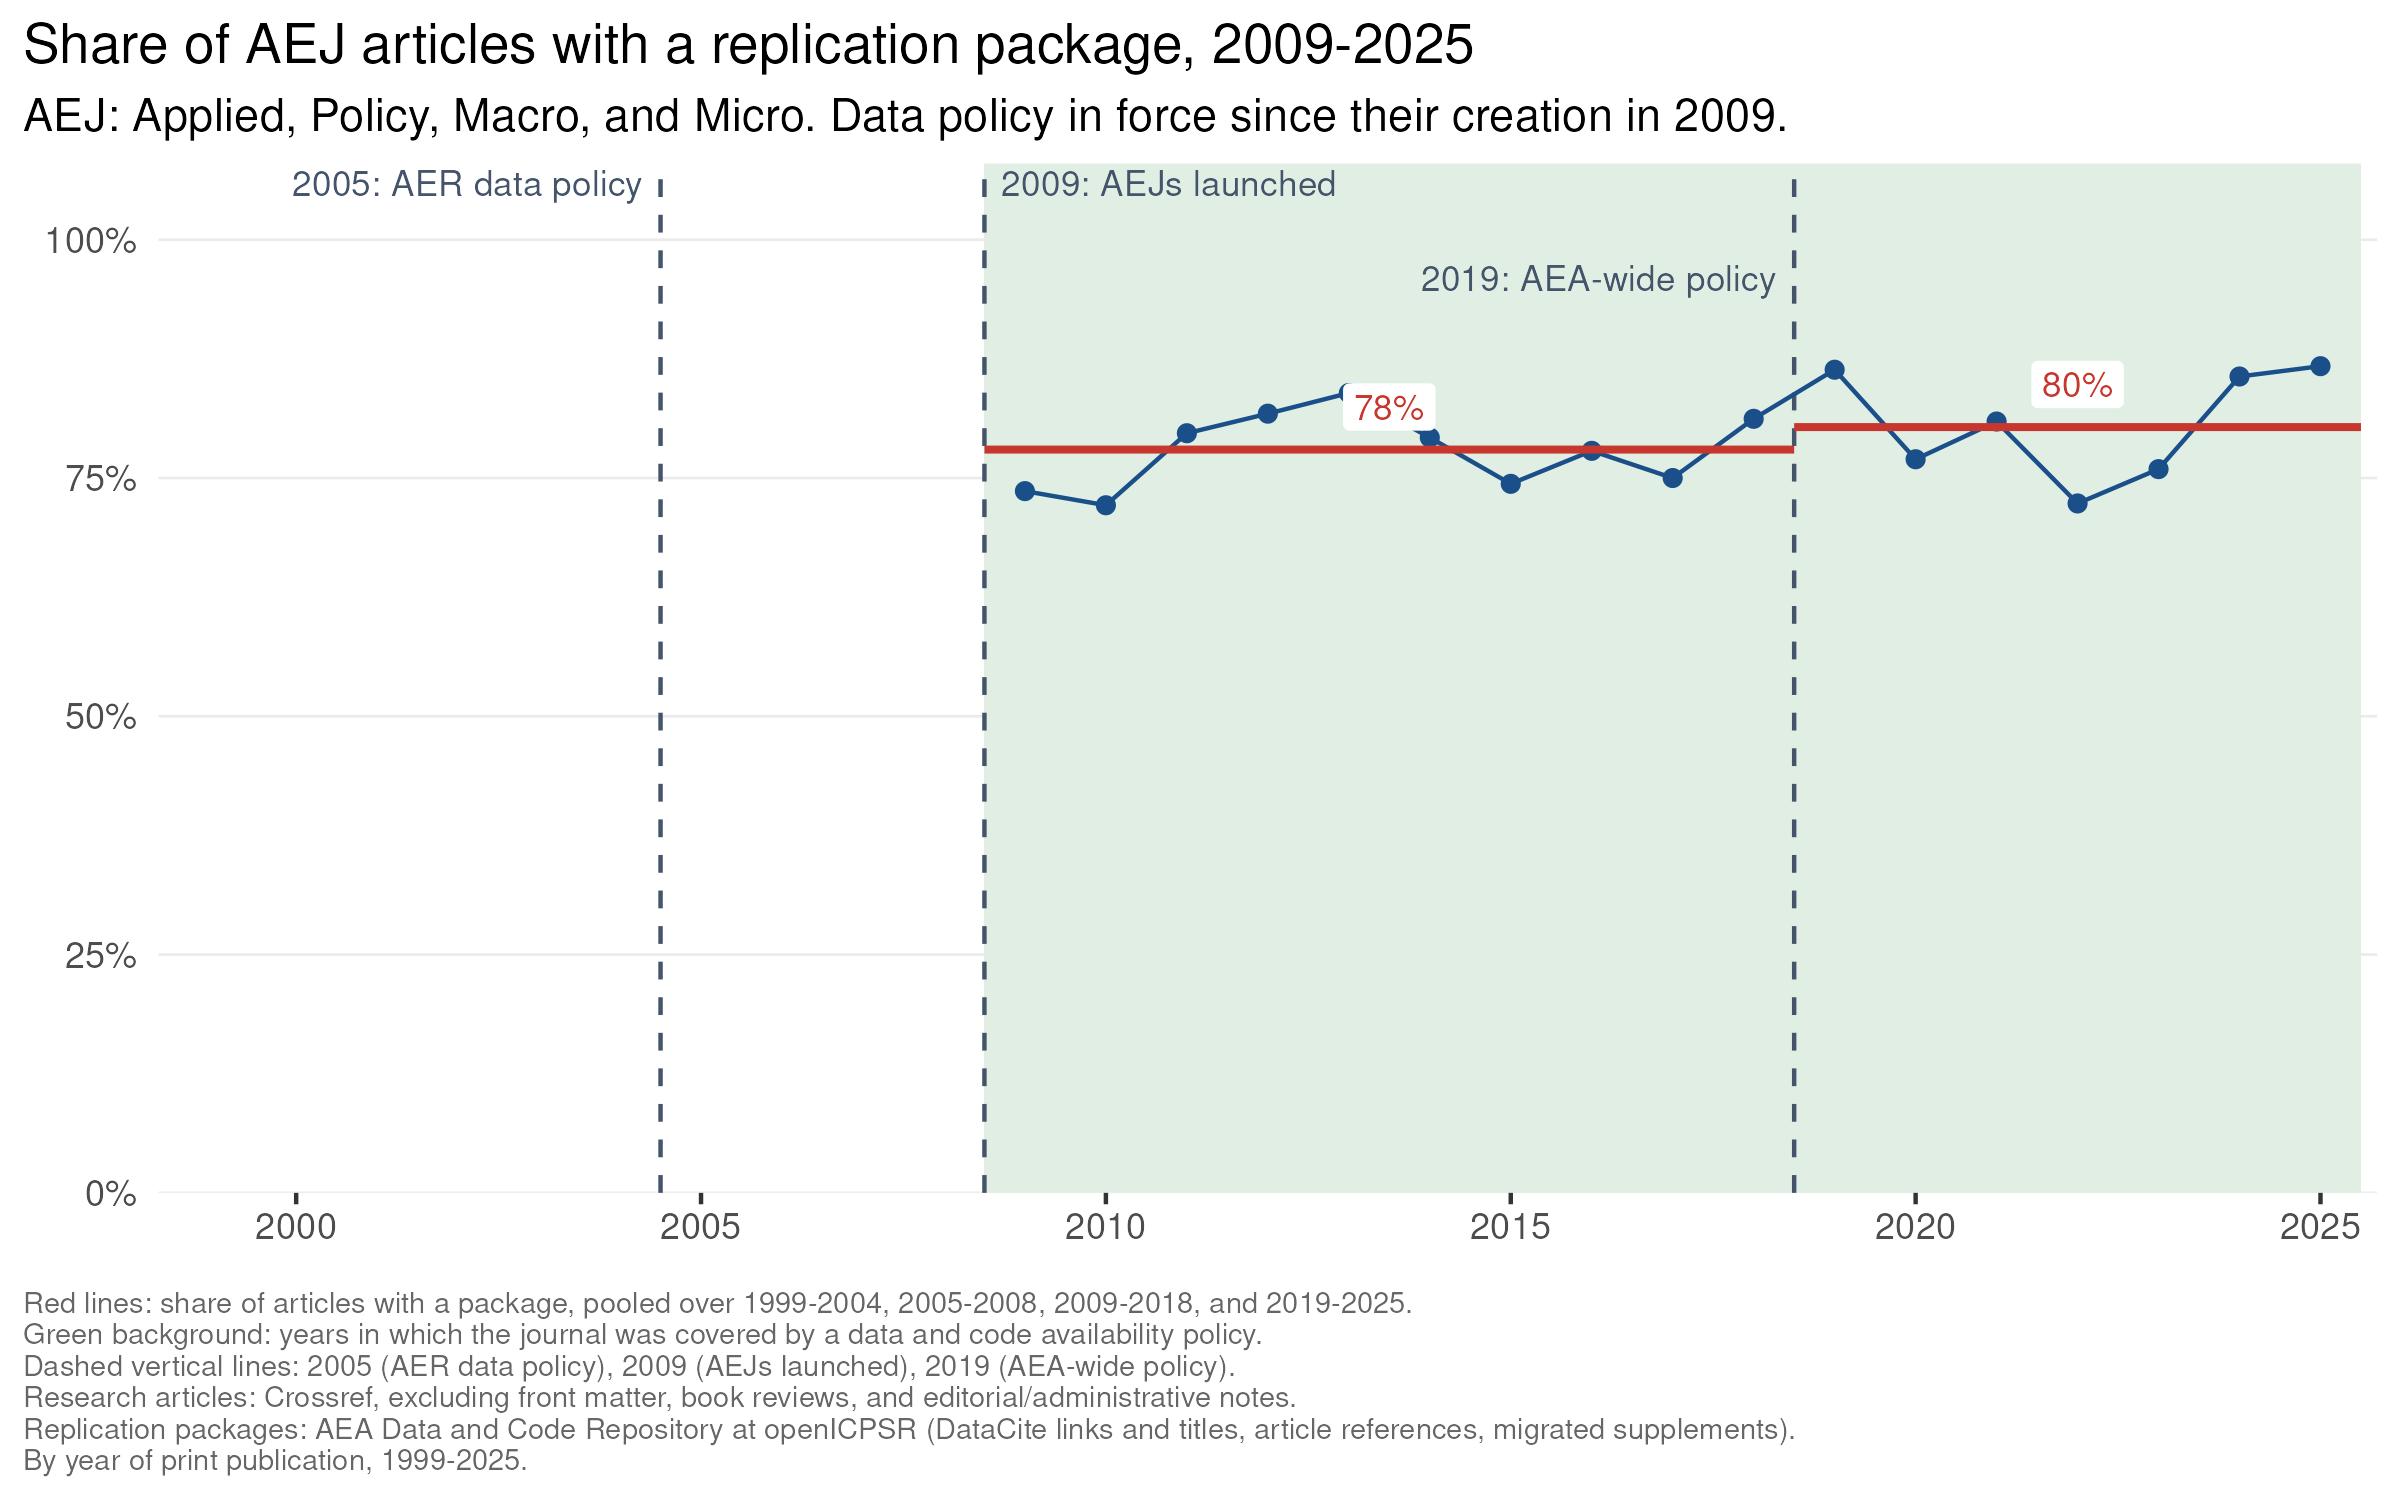 Share of AEJ articles with a replication package, 2009-2025
AEJ: Applied, Policy, Macro, and Micro. Data policy in force since their creation in 2009.
2005: AER data policy
2009: AEJs launched
2019: AEA-wide policy
100%
75%
50%
25%
0%
78%
80%
2000
2005
2010
2015
2020
2025
Red lines: share of articles with a package, pooled over 1999-2004, 2005-2008, 2009-2018, and 2019-2025.
Green background: years in which the journal was covered by a data and code availability policy.
Dashed vertical lines: 2005 (AER data policy), 2009 (AEJs launched), 2019 (AEA-wide policy).
Research articles: Crossref, excluding front matter, book reviews, and editorial/administrative notes.
Replication packages: AEA Data and Code Repository at openICPSR (DataCite links and titles, article references, migrated supplements).
By year of print publication, 1999-2025.